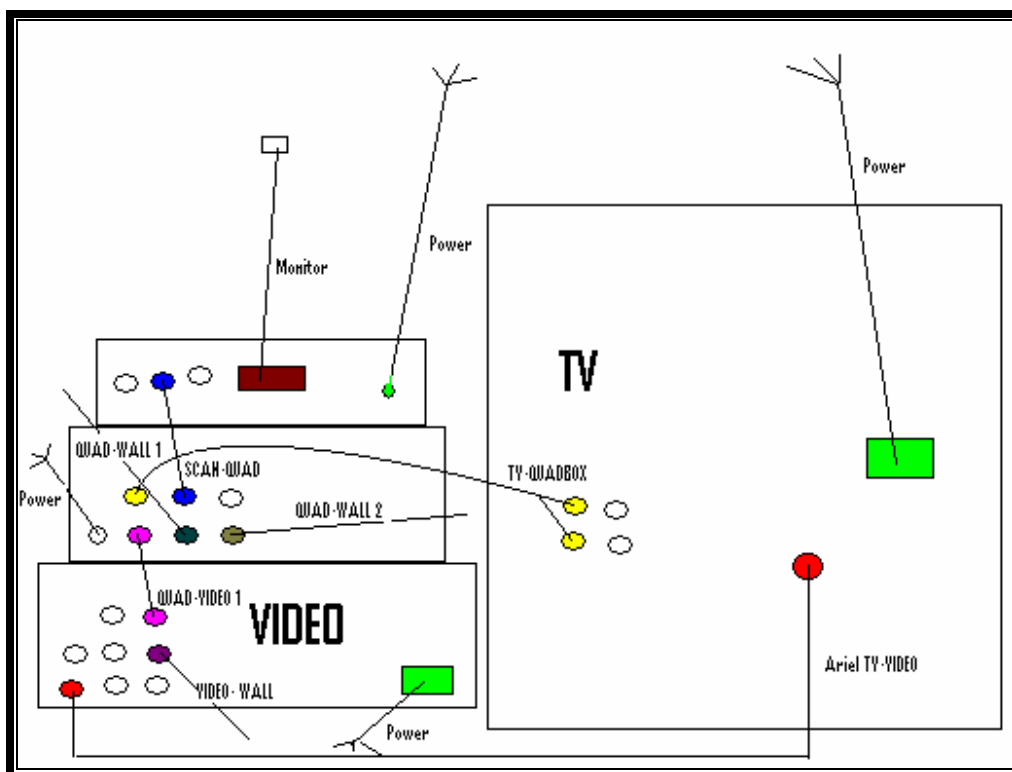 Power
Power
Monitor
Power
TV
QUAD-WALL 1
SCAN-QUAD
TV-QUADBOX
Power
QUAD-WALL 2
QUAD-VIDEO 1
VIDEO
VIDEO - WALL
Ariel TV-VIDEO
Power